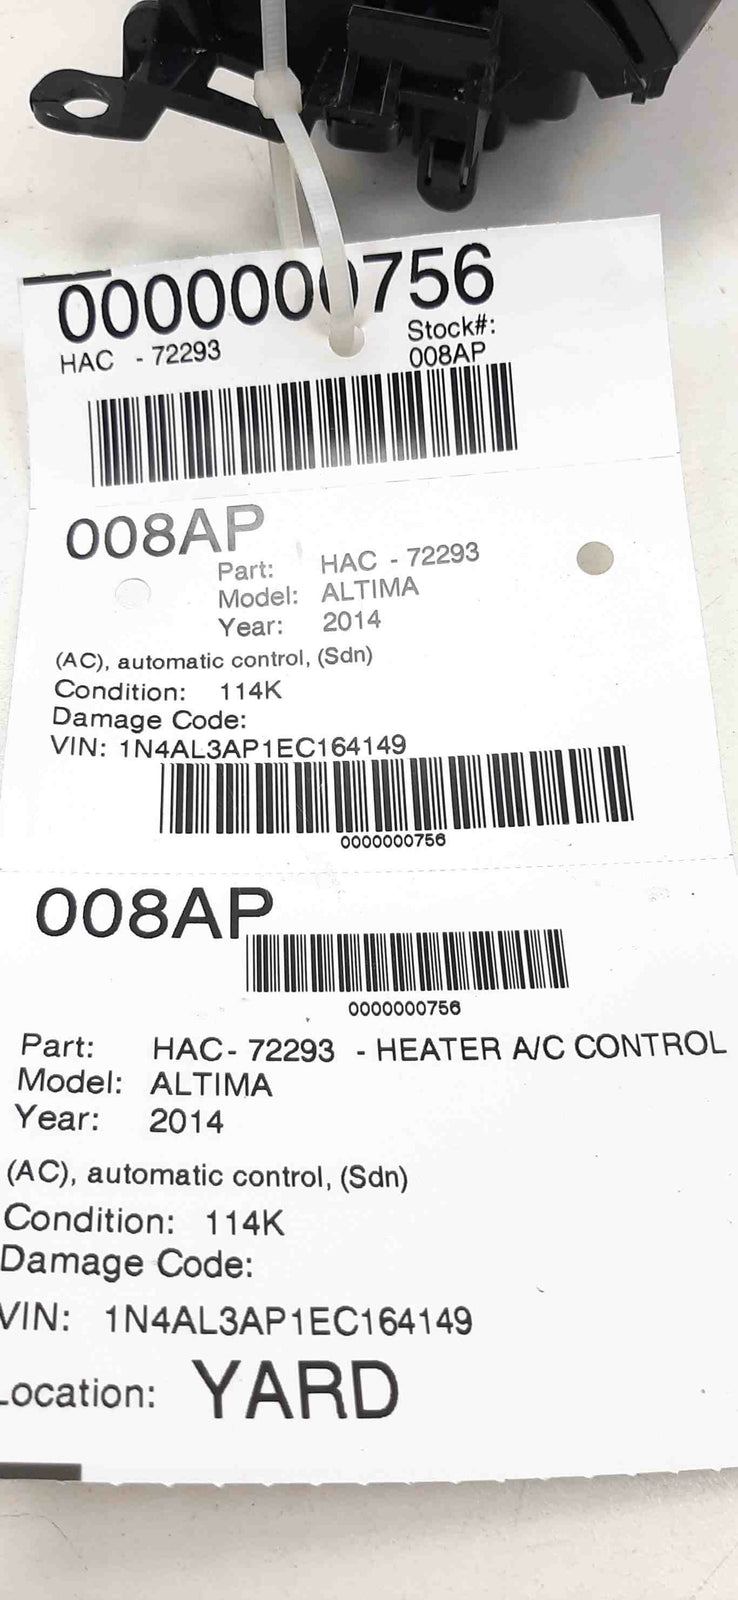 0000000756
HAC - 72293
Stock#:
008AP
008AP
Part: HAC - 72293
Model: ALTIMA
Year: 2014
(AC), automatic control, (Sdn)
Condition: 114K
Damage Code:
VIN: 1N4AL3AP1EC164149
0000000756
008AP
0000000756
Part: HAC- 72293 - HEATER A/C CONTROL
Model: ALTIMA
Year: 2014
(AC), automatic control, (Sdn)
Condition: 114K
Damage Code:
VIN: 1N4AL3AP1EC164149
Location: YARD